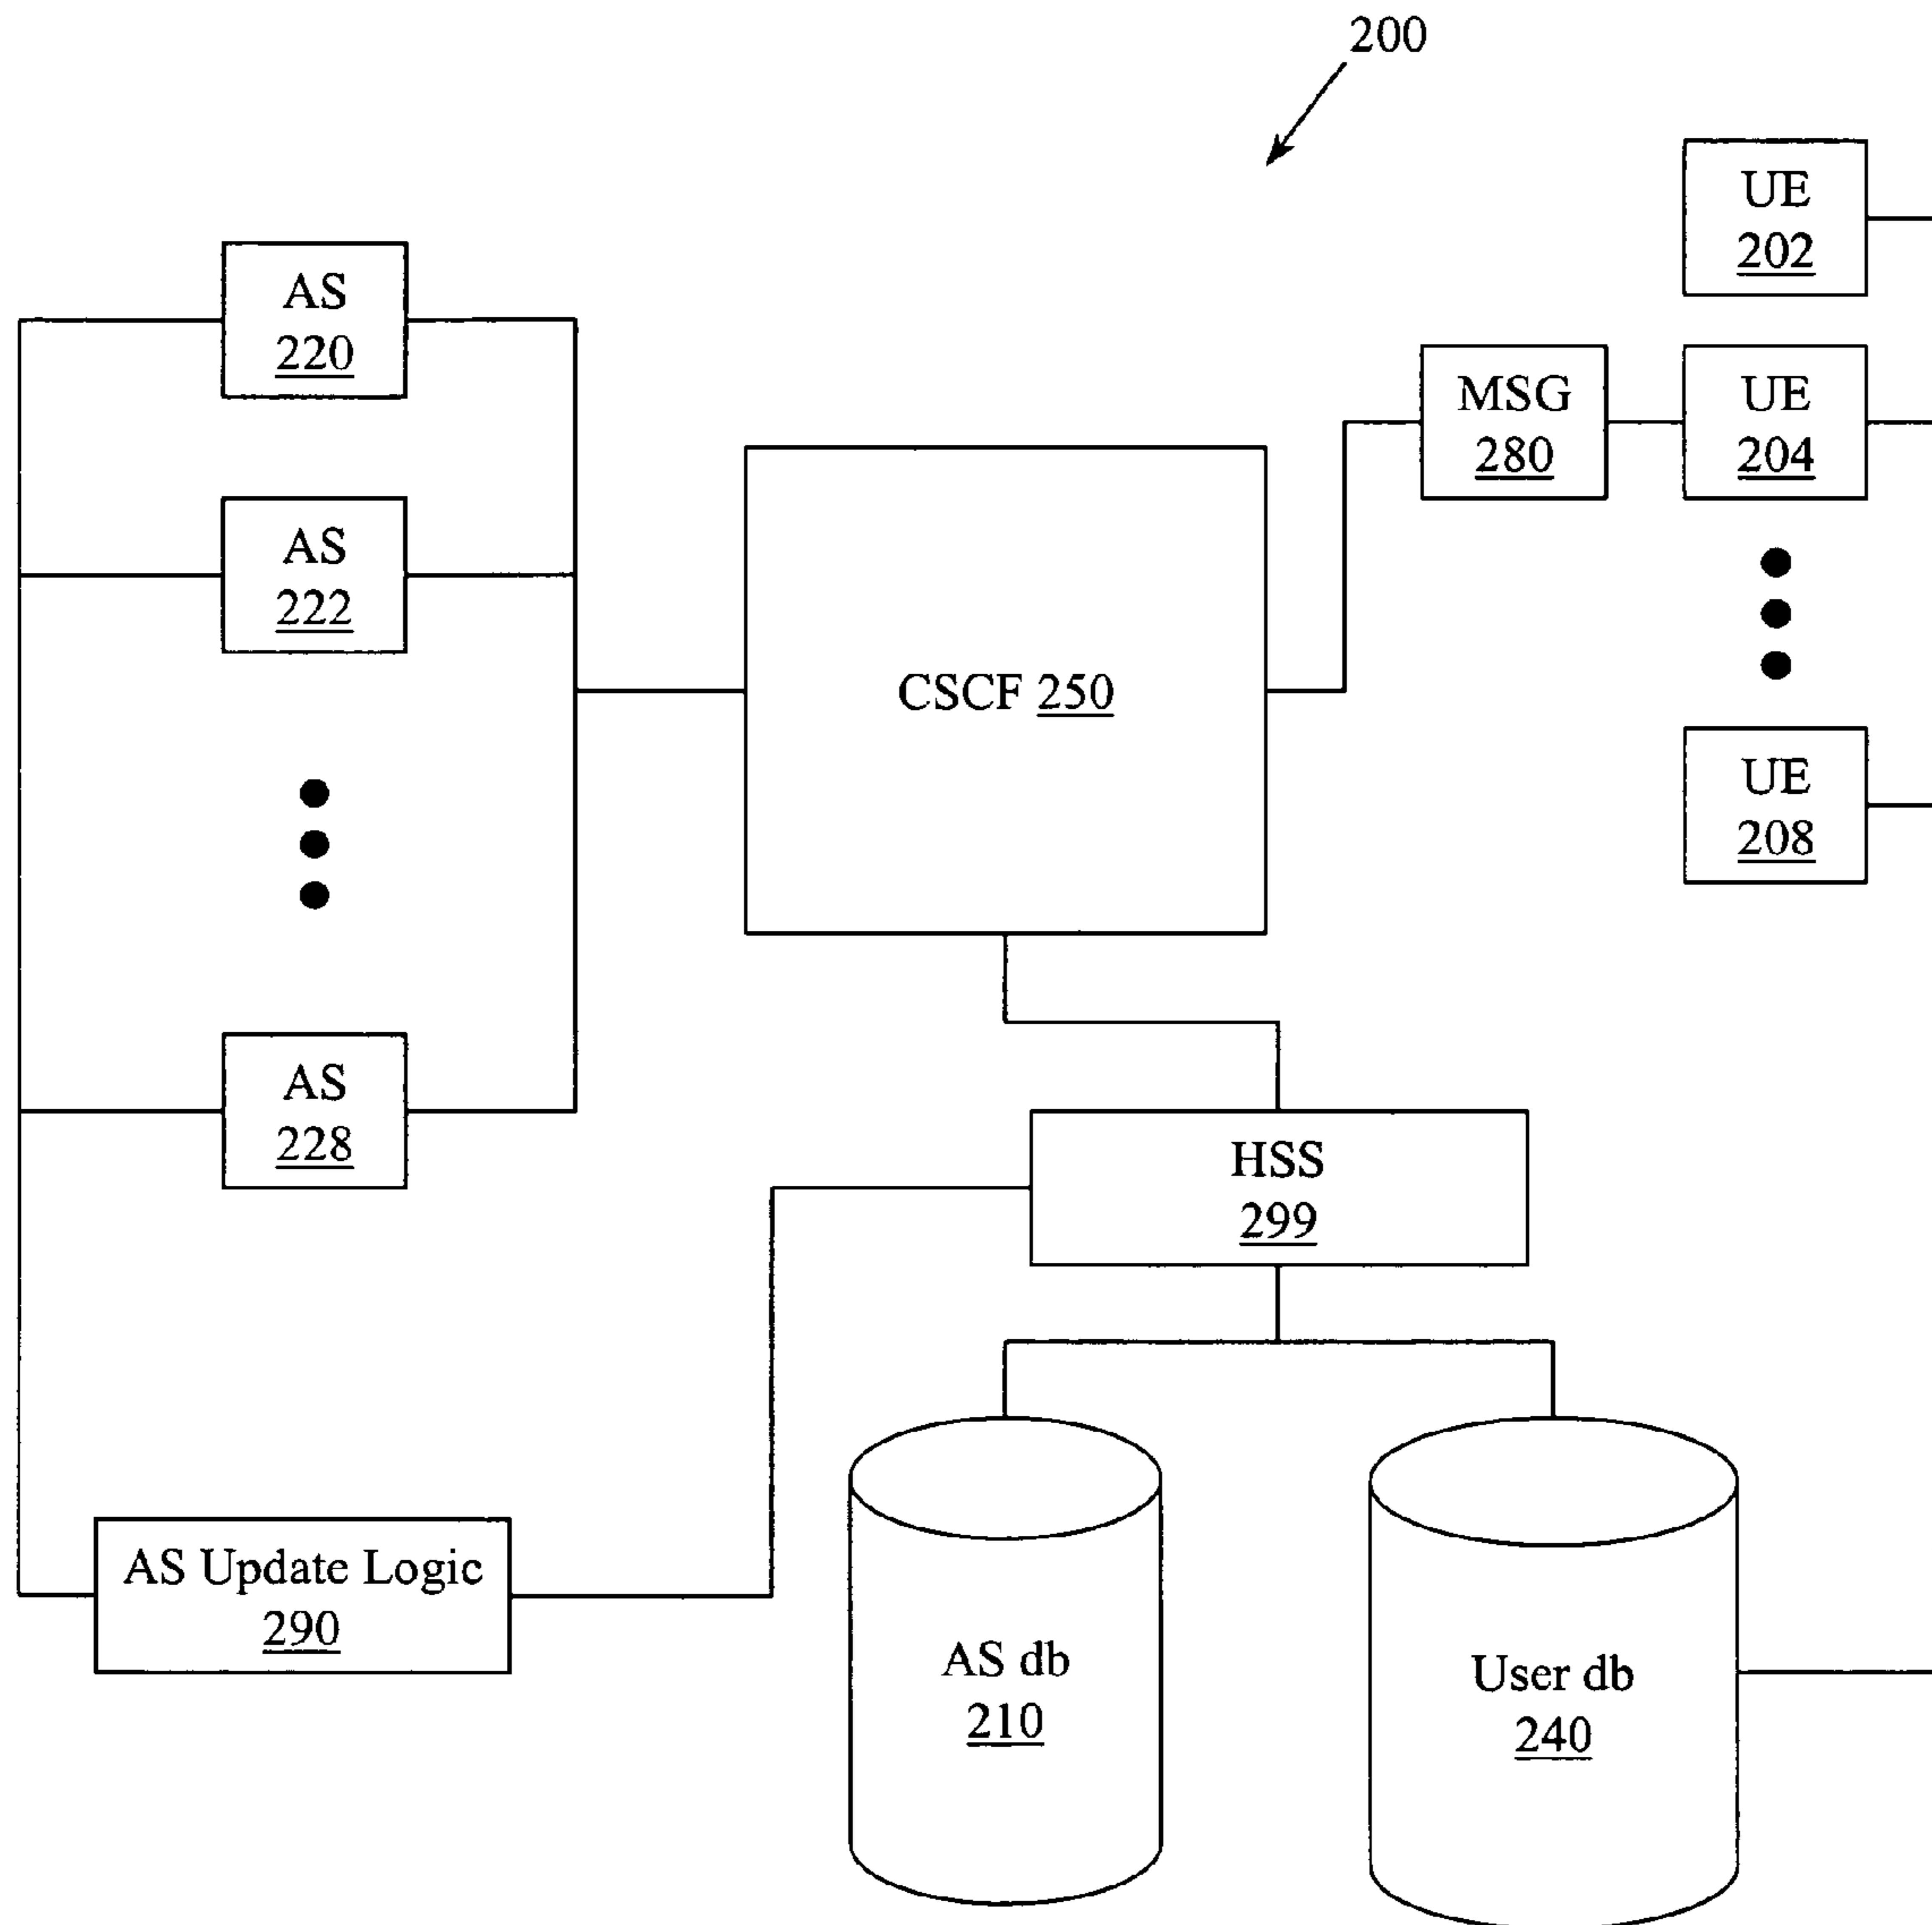 200
UE
202
AS
220
MSG
280
UE
204
AS
222
CSCF 250
UE
208
AS
228
HSS
299
AS Update Logic
290
AS db
210
User db
240